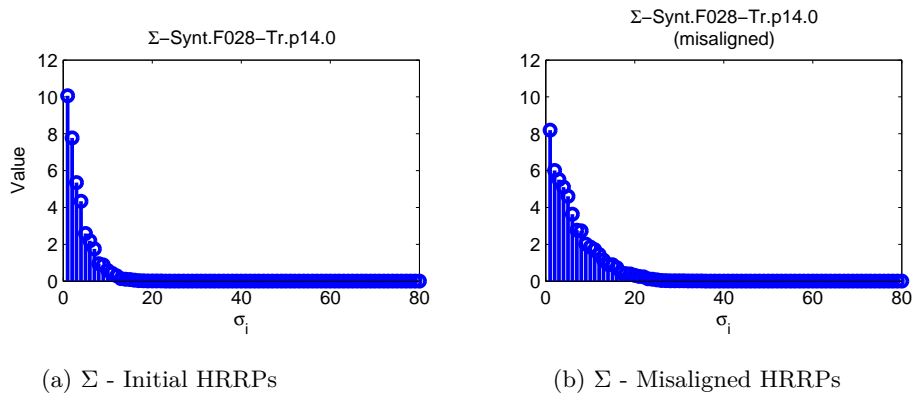 Σ−Synt.F028−Tr.p14.0
12
10
8
6
4
2
0
Value
0 20 40 60 80
σi
(a) Σ - Initial HRRPs
Σ−Synt.F028−Tr.p14.0
(misaligned)
12
10
8
6
4
2
0
0 20 40 60 80
σi
(b) Σ - Misaligned HRRPs